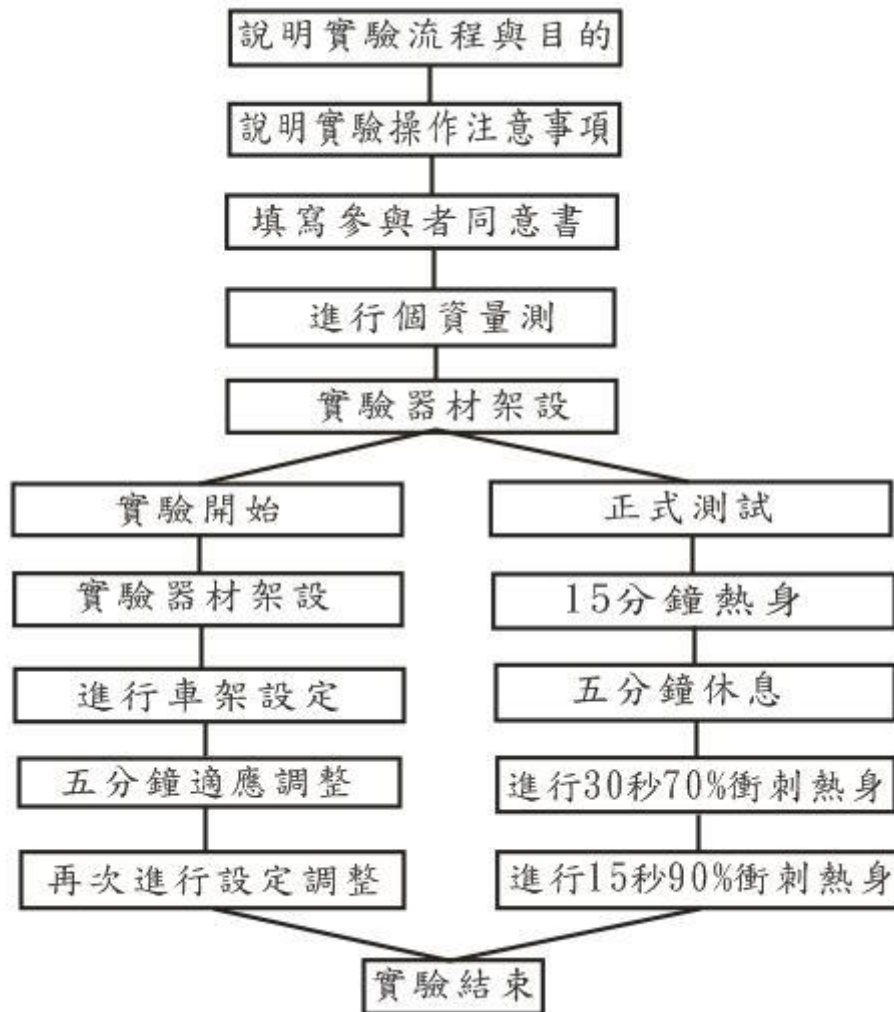 說明實驗流程與目的
說明實驗操作注意事項
填寫參與者同意書
進行個資量測
實驗器材架設
實驗開始
實驗器材架設
進行車架設定
五分鐘適應調整
再次進行設定調整
正式測試
15分鐘熱身
五分鐘休息
進行30秒70%衝刺熱身
進行15秒90%衝刺熱身
實驗結束